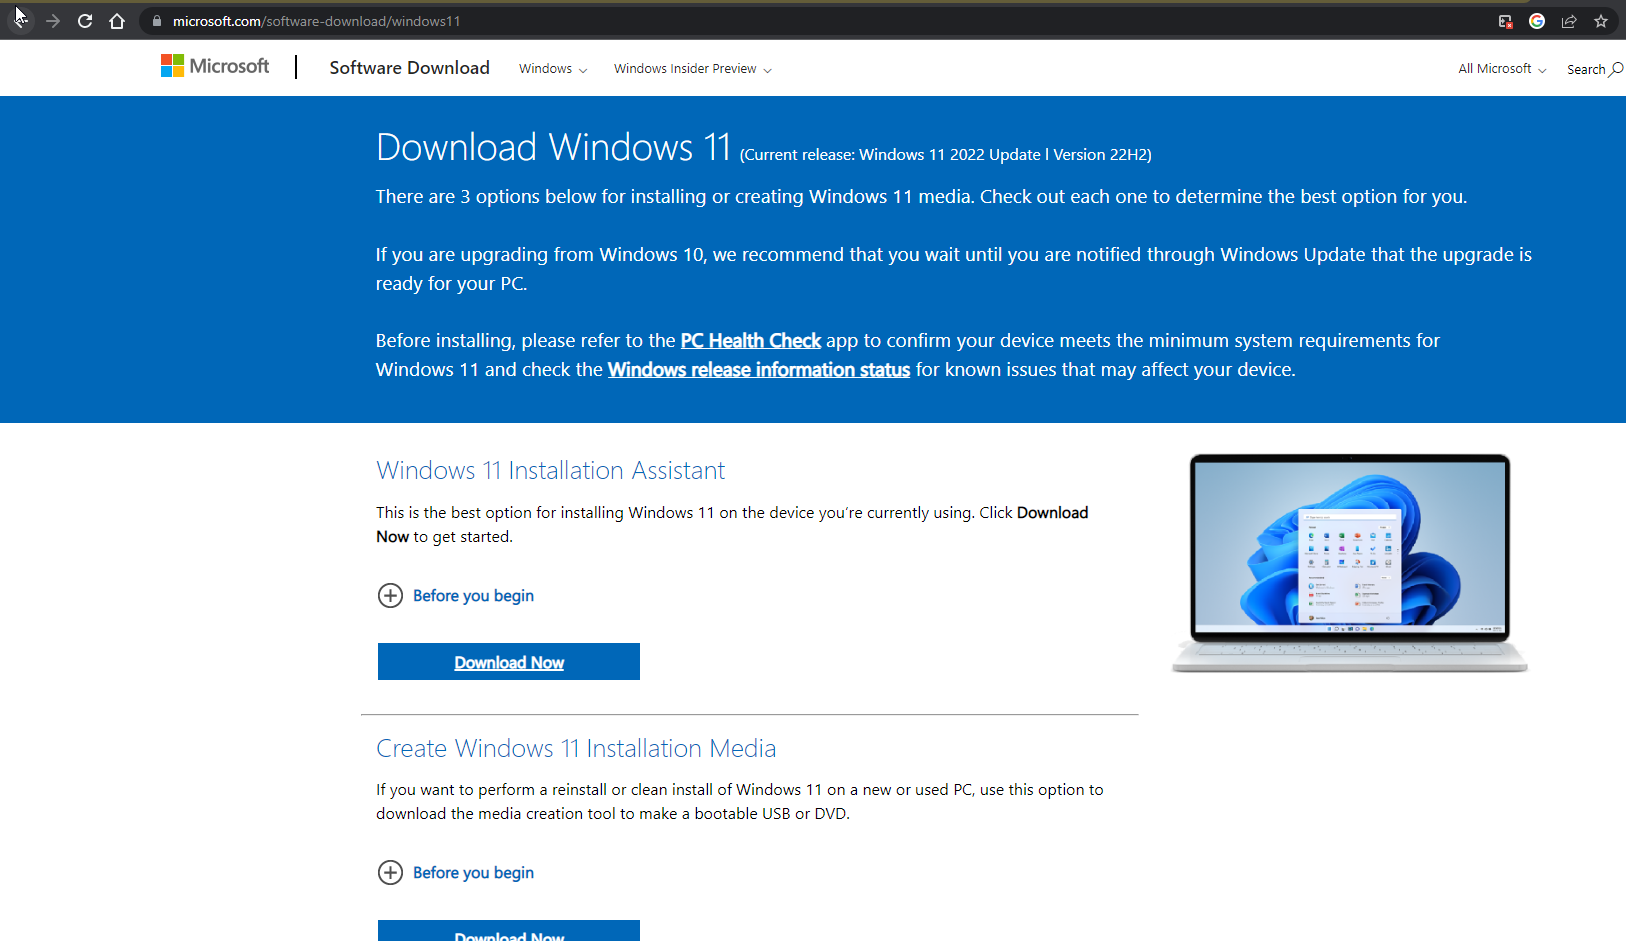 microsoft.com/software-download/windows11
Microsoft
Software Download
Windows
Windows Insider Preview
All Microsoft
Search
Download Windows 11 (Current release: Windows 11 2022 Update l Version 22H2)
There are 3 options below for installing or creating Windows 11 media. Check out each one to determine the best option for you.
If you are upgrading from Windows 10, we recommend that you wait until you are notified through Windows Update that the upgrade is
ready for your PC.
Before installing, please refer to the PC Health Check app to confirm your device meets the minimum system requirements for
Windows 11 and check the Windows release information status for known issues that may affect your device.
Windows 11 Installation Assistant
This is the best option for installing Windows 11 on the device you're currently using. Click Download
Now to get started.
Before you begin
Download Now
Create Windows 11 Installation Media
If you want to perform a reinstall or clean install of Windows 11 on a new or used PC, use this option to
download the media creation tool to make a bootable USB or DVD.
Before you begin
Download Now